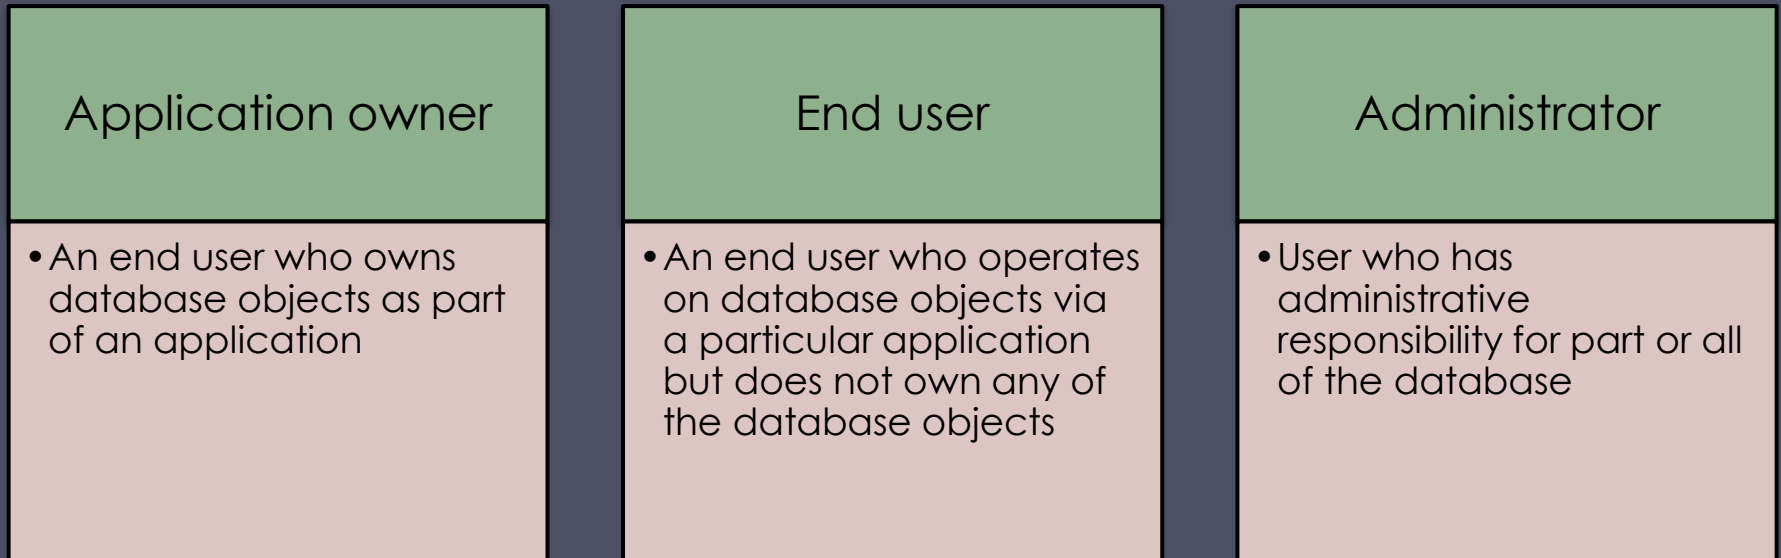 Application owner
• An end user who owns
database objects as part
of an application
End user
• An end user who operates
on database objects via
a particular application
but does not own any of
the database objects
Administrator
• User who has
administrative
responsibility for part or all
of the database